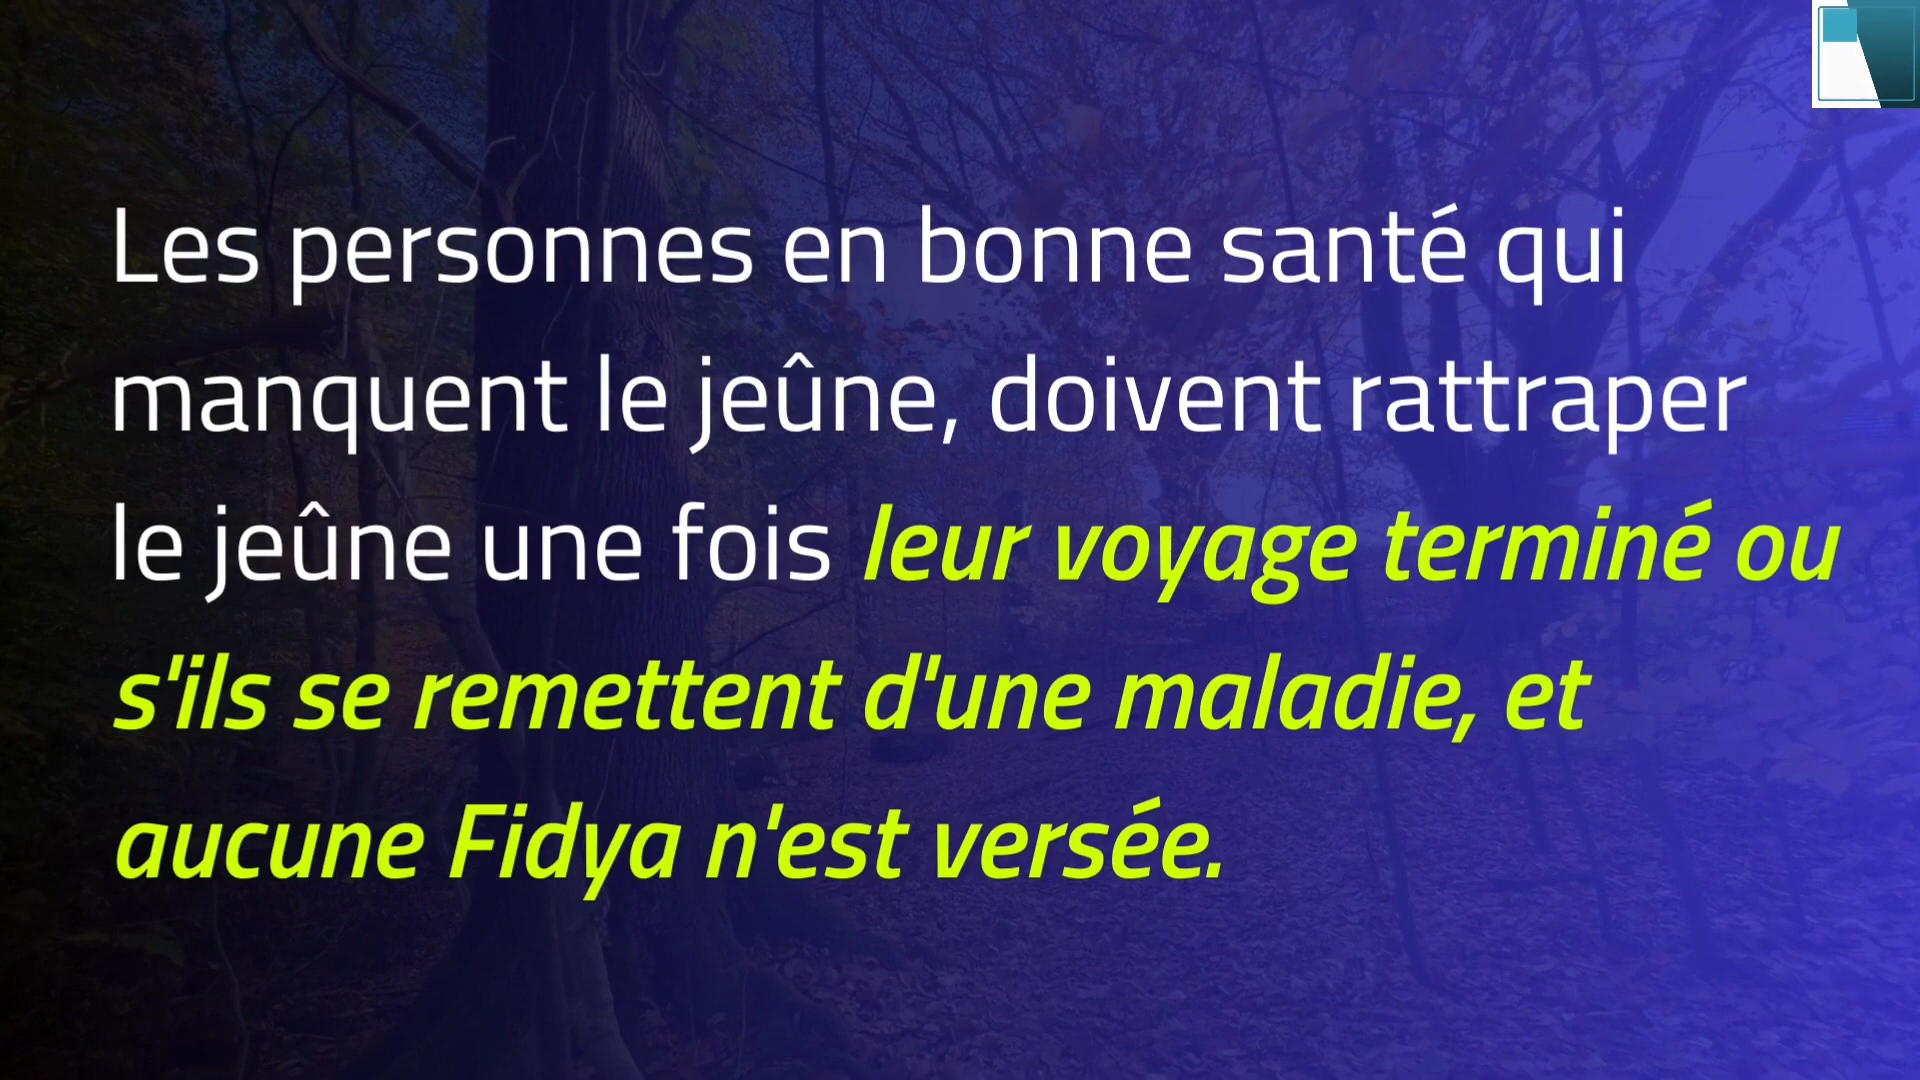 Les personnes en bonne santé qui
manquent le jeûne, doivent rattraper
le jeûne une fois leur voyage terminé ou
s'ils se remettent d'une maladie, et
aucune Fidya n'est versée.